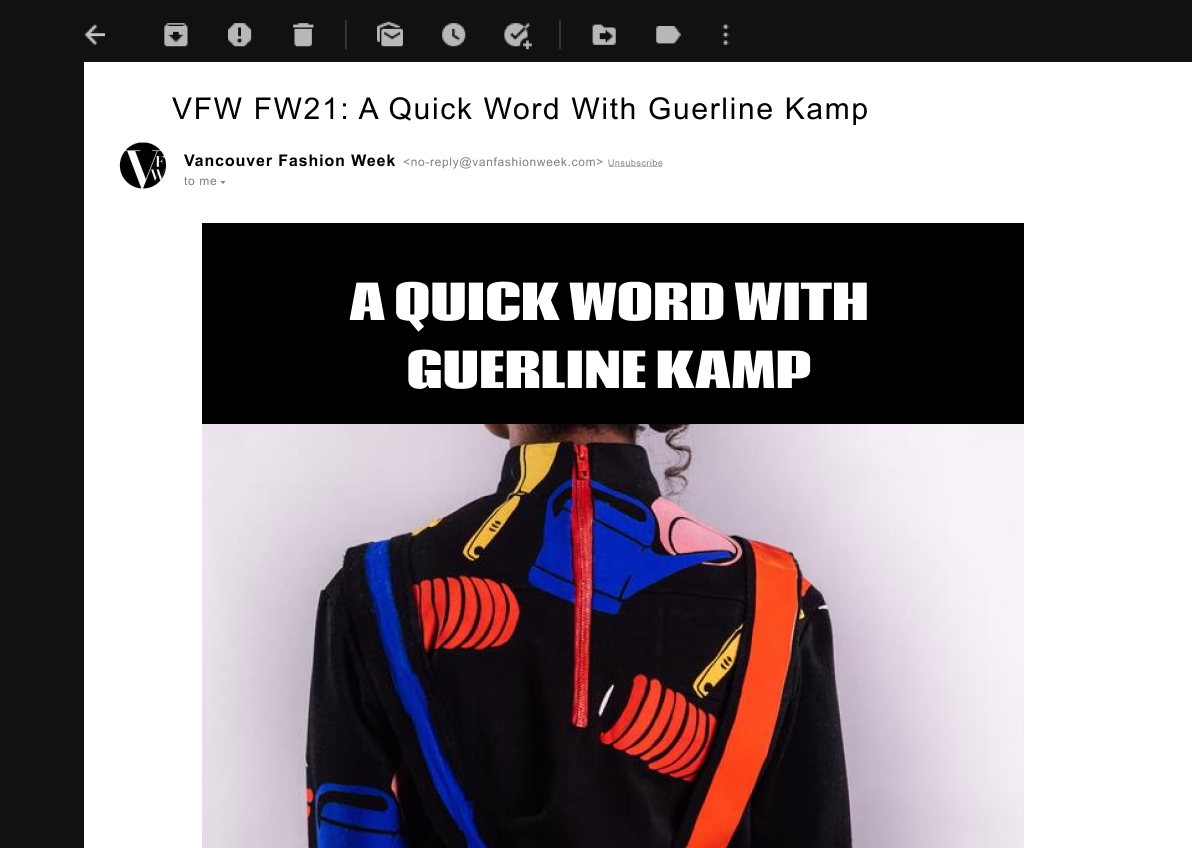 VFW FW21: A Quick Word With Guerline Kamp
VFW
Vancouver Fashion Week <no-reply@vanfashionweek.com> Unsubscribe
to me
A QUICK WORD WITH
GUERLINE KAMP